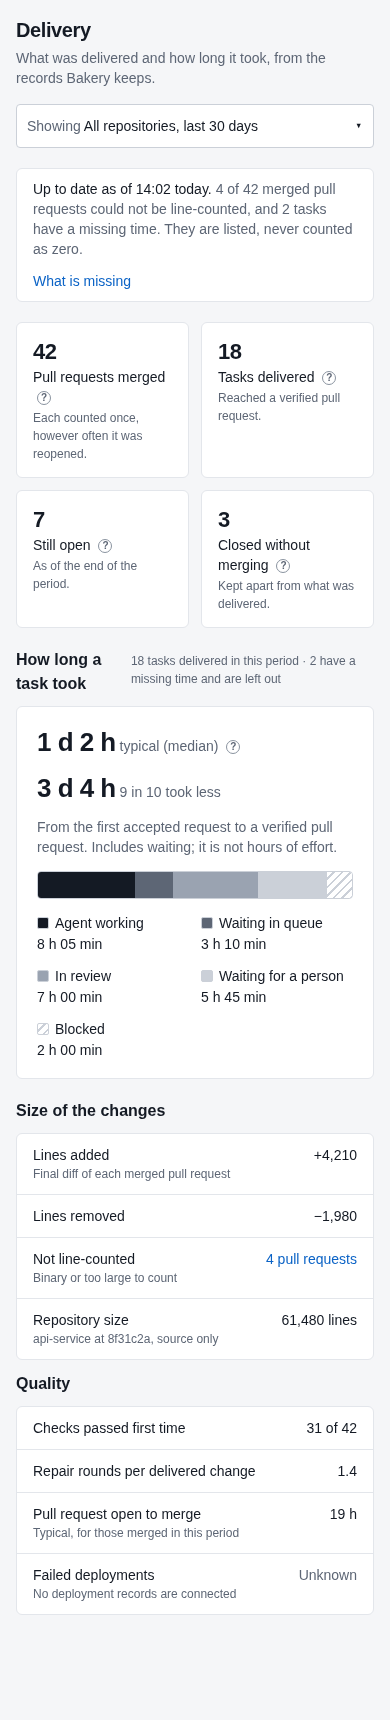 Delivery
What was delivered and how long it took, from the
records Bakery keeps.
Showing All repositories, last 30 days
Up to date as of 14:02 today. 4 of 42 merged pull
requests could not be line-counted, and 2 tasks
have a missing time. They are listed, never counted
as zero.
What is missing
42
Pull requests merged
?
Each counted once,
however often it was
reopened.
18
Tasks delivered ?
Reached a verified pull
request.
7
Still open ?
As of the end of the
period.
3
Closed without
merging ?
Kept apart from what was
delivered.
How long a
task took
18 tasks delivered in this period · 2 have a
missing time and are left out
1 d 2 h typical (median) ?
3 d 4 h 9 in 10 took less
From the first accepted request to a verified pull
request. Includes waiting; it is not hours of effort.
Agent working
8 h 05 min
Waiting in queue
3 h 10 min
In review
7 h 00 min
Waiting for a person
5 h 45 min
Blocked
2 h 00 min
Size of the changes
Lines added +4,210
Final diff of each merged pull request
Lines removed −1,980
Not line-counted 4 pull requests
Binary or too large to count
Repository size 61,480 lines
api-service at 8f31c2a, source only
Quality
Checks passed first time 31 of 42
Repair rounds per delivered change 1.4
Pull request open to merge 19 h
Typical, for those merged in this period
Failed deployments Unknown
No deployment records are connected